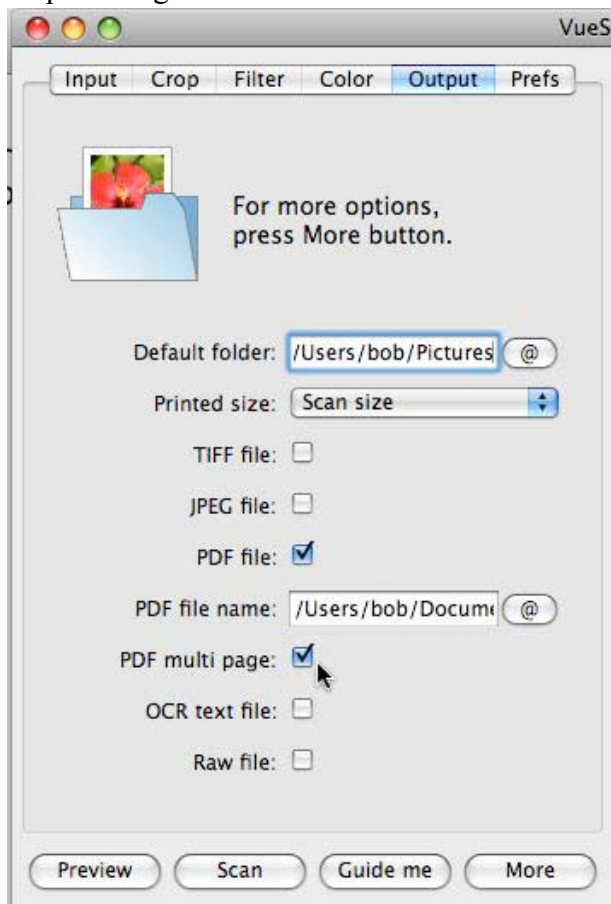 VueS
Input Crop Filter Color Output Prefs
For more options,
press More button.
Default folder: /Users/bob/Pictures @
Printed size: Scan size
TIFF file:
JPEG file:
PDF file:
PDF file name: /Users/bob/Docume @
PDF multi page:
OCR text file:
Raw file:
Preview Scan Guide me More